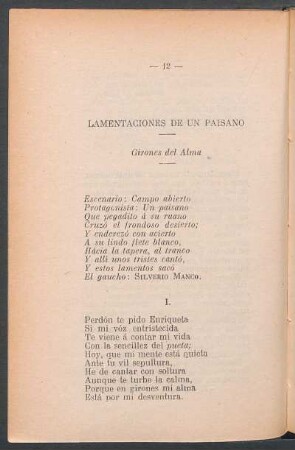 — 12 —
LAMENTACIONES DE UN PAISANO
Girones del Alma
Escenario: Campo abierto
Protagonista: Un paisano
Que pegadito á su ruano
Cruzó el frondoso desierto;
Y enderezó con acierto
A su lindo flete blanco,
Hácia la tapera, al tranco
Y allí unos tristes cantó,
Y estos lamentos sacó
El gaucho: SILVERIO MANCO.
1.
Perdón te pido Enriqueta
Si mi vóz entristecida
Te viene á contar mi vida
Con la sencillez del pueta;
Hoy, que mi mente está quieta
Ante tu vil sepultura,
He de cantar con soltura
Aunque te turbe la calma,
Porque en girones mi alma
Está por mi desventura.